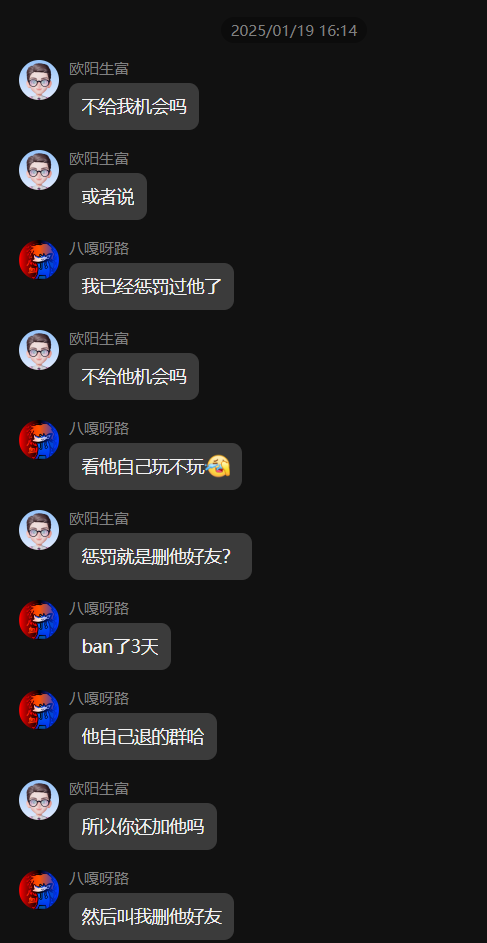 2025/01/19 16:14
欧阳生富
不给我机会吗
欧阳生富
或者说
八嘎呀路
我已经惩罚过他了
欧阳生富
不给他机会吗
八嘎呀路
看他自己玩不玩
欧阳生富
惩罚就是删他好友？
八嘎呀路
ban了3天
八嘎呀路
他自己退的群哈
欧阳生富
所以你还加他吗
八嘎呀路
然后叫我删他好友